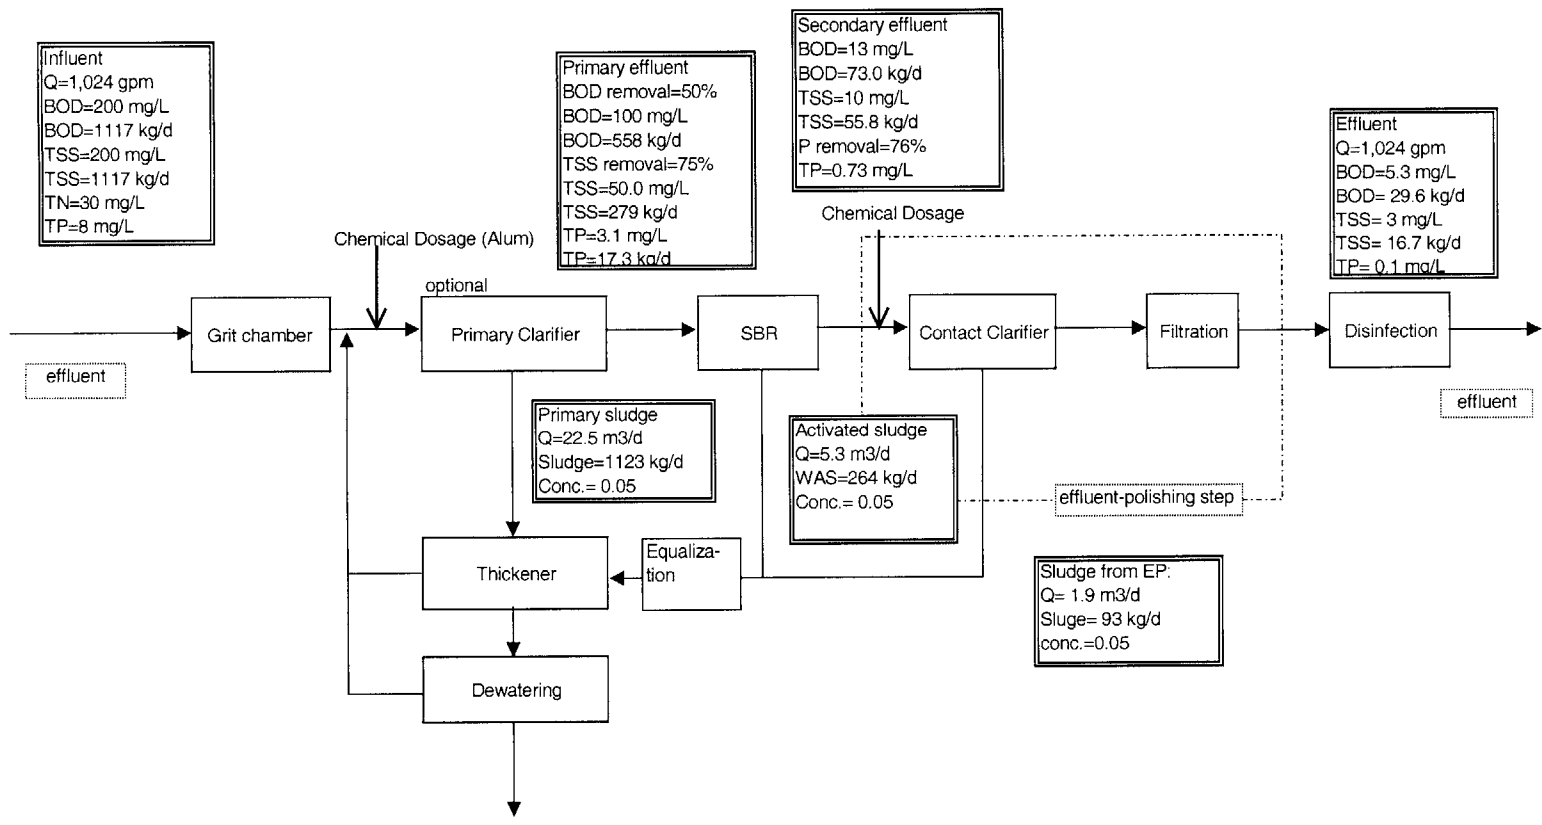 Influent
Q=1,024 gpm
BOD=200 mg/L
BOD=1117 kg/d
TSS=200 mg/L
TSS=1117 kg/d
TN=30 mg/L
TP=8 mg/L
Primary effluent
BOD removal=50%
BOD=100 mg/L
BOD=558 kg/d
TSS removal=75%
TSS=50.0 mg/L
TSS=279 kg/d
TP=3.1 mg/L
TP=17.3 kg/d
Secondary effluent
BOD=13 mg/L
BOD=73.0 kg/d
TSS=10 mg/L
TSS=55.8 kg/d
P removal=76%
TP=0.73 mg/L
Effluent
Q=1,024 gpm
BOD=5.3 mg/L
BOD= 29.6 kg/d
TSS= 3 mg/L
TSS= 16.7 kg/d
TP= 0.1 mg/L
Chemical Dosage (Alum)
Chemical Dosage
optional
Grit chamber
Primary Clarifier
SBR
Contact Clarifier
Filtration
Disinfection
effluent
effluent
Primary sludge
Q=22.5 m3/d
Sludge=1123 kg/d
Conc.= 0.05
Activated sludge
Q=5.3 m3/d
WAS=264 kg/d
Conc.= 0.05
effluent-polishing step
Thickener
Equaliza-
tion
Sludge from EP:
Q= 1.9 m3/d
Sluge= 93 kg/d
conc.=0.05
Dewatering